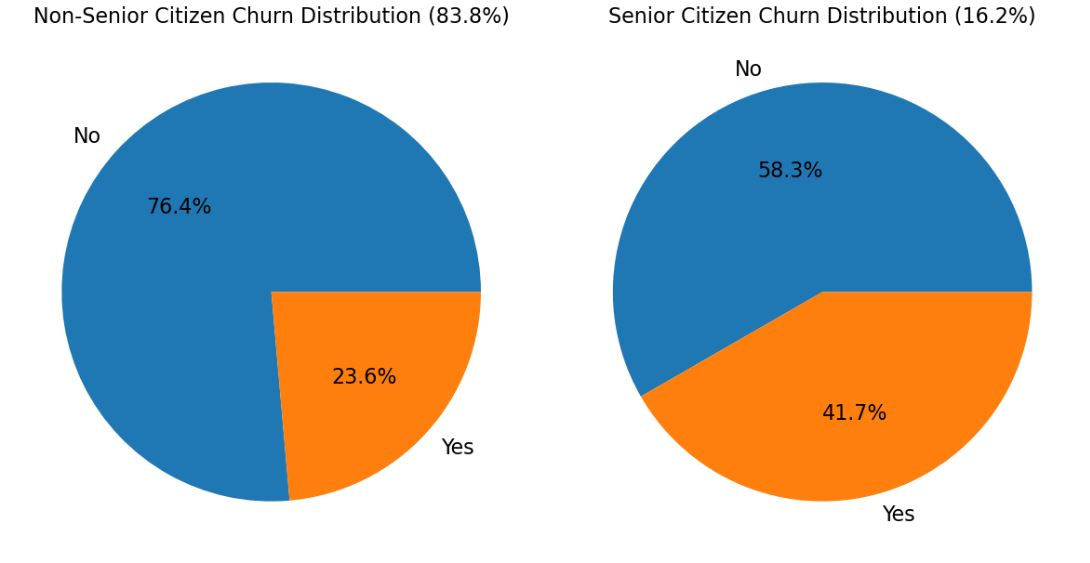 Non-Senior Citizen Churn Distribution (83.8%)
No
76.4%
23.6%
Yes
Senior Citizen Churn Distribution (16.2%)
No
58.3%
41.7%
Yes